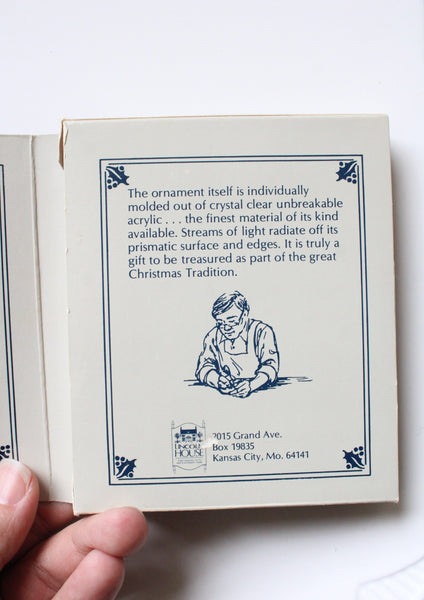 The ornament itself is individually
molded out of crystal clear unbreakable
acrylic . . . the finest material of its kind
available. Streams of light radiate off its
prismatic surface and edges. It is truly a
gift to be treasured as part of the great
Christmas Tradition.
LINCOLN
HOUSE
2015 Grand Ave.
Box 19835
Kansas City, Mo. 64141